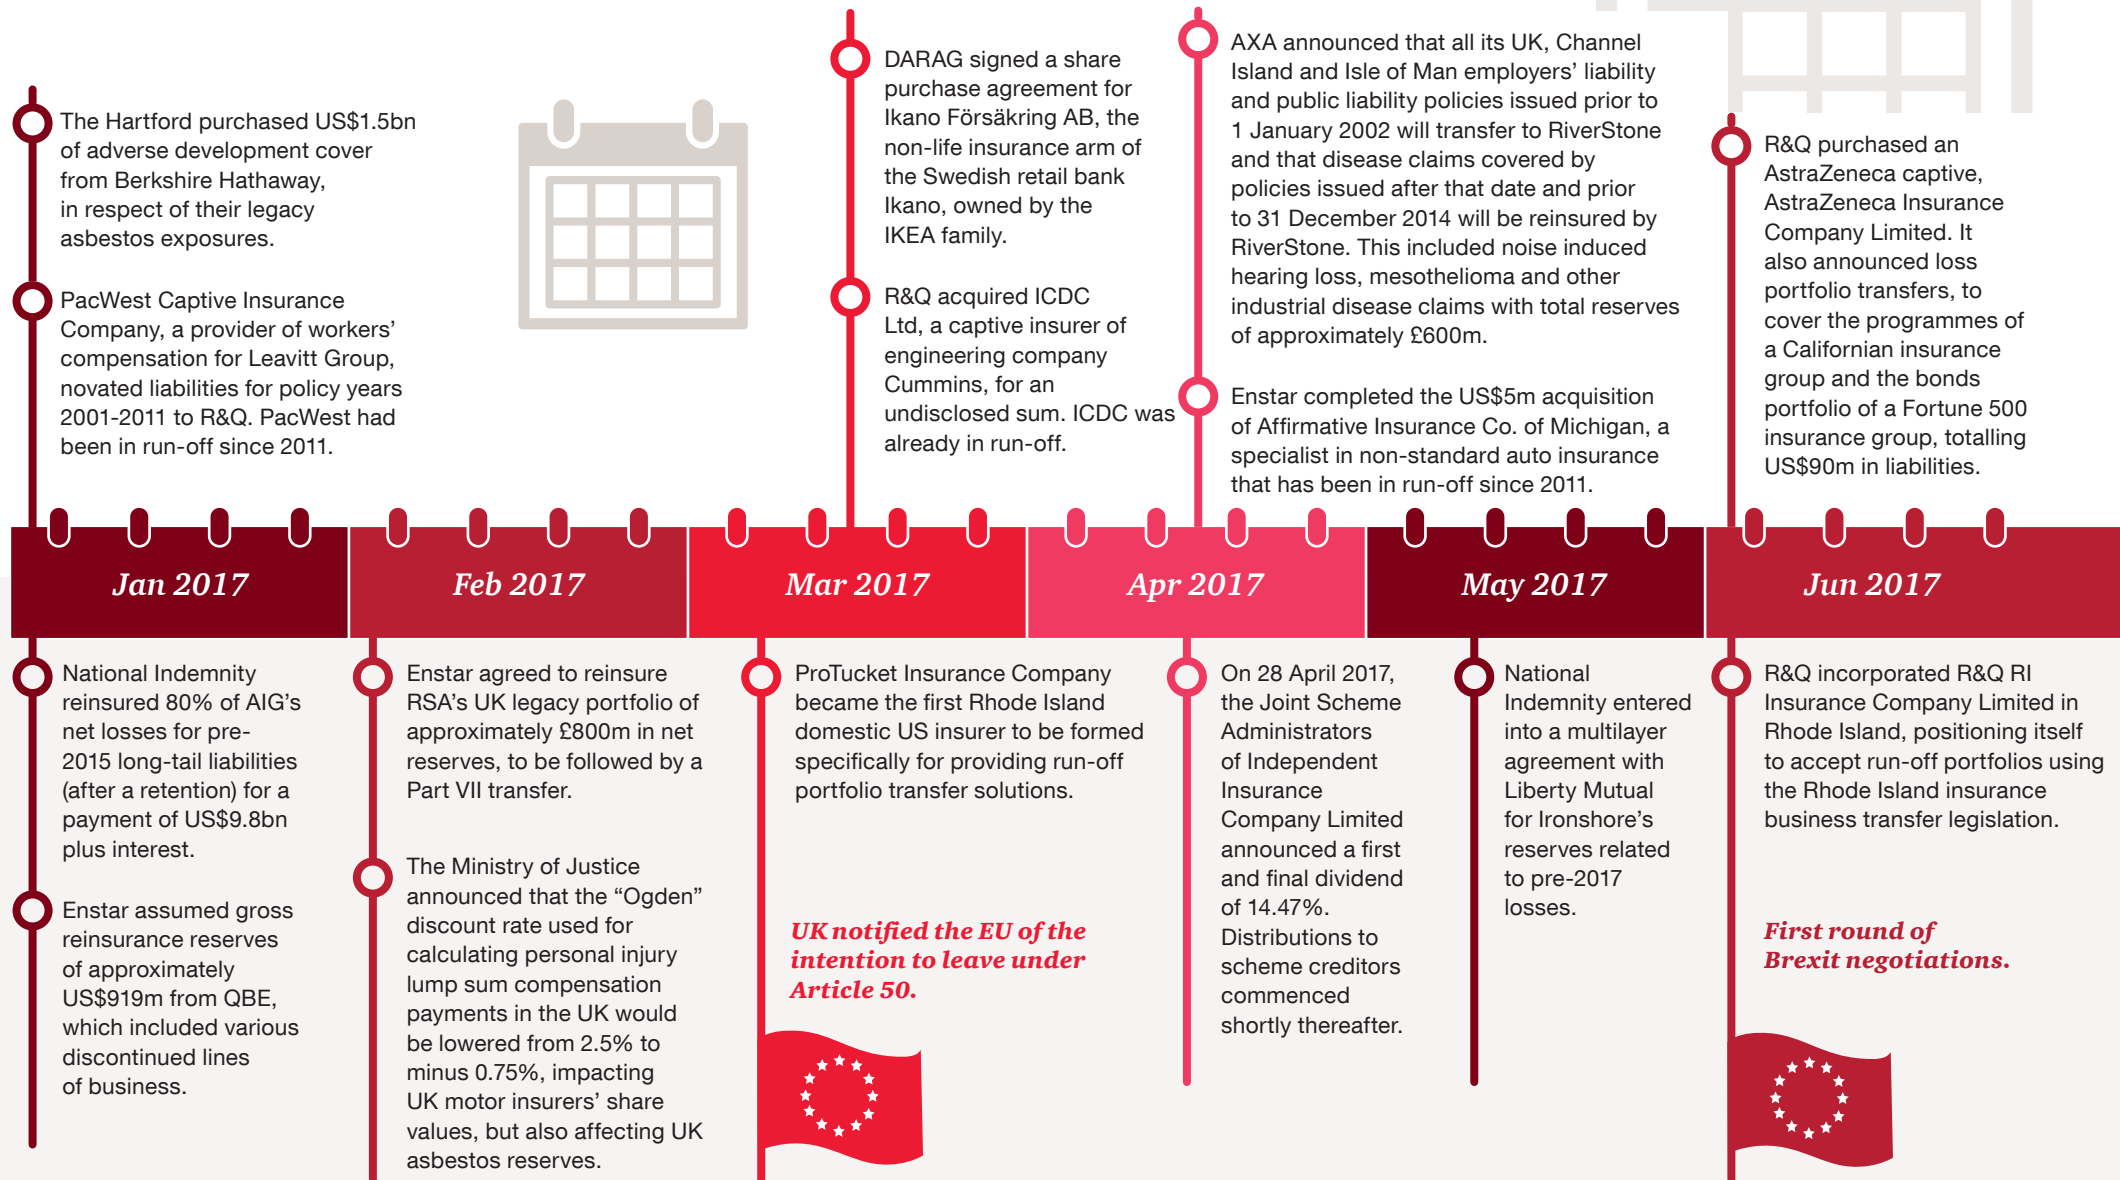 The Hartford purchased US$1.5bn
of adverse development cover
from Berkshire Hathaway,
in respect of their legacy
asbestos exposures.
PacWest Captive Insurance
Company, a provider of workers’
compensation for Leavitt Group,
novated liabilities for policy years
2001-2011 to R&Q. PacWest had
been in run-off since 2011.
DARAG signed a share
purchase agreement for
Ikano Försäkring AB, the
non-life insurance arm of
the Swedish retail bank
Ikano, owned by the
IKEA family.
R&Q acquired ICDC
Ltd, a captive insurer of
engineering company
Cummins, for an
undisclosed sum. ICDC was
already in run-off.
AXA announced that all its UK, Channel
Island and Isle of Man employers’ liability
and public liability policies issued prior to
1 January 2002 will transfer to RiverStone
and that disease claims covered by
policies issued after that date and prior
to 31 December 2014 will be reinsured by
RiverStone. This included noise induced
hearing loss, mesothelioma and other
industrial disease claims with total reserves
of approximately £600m.
Enstar completed the US$5m acquisition
of Affirmative Insurance Co. of Michigan, a
specialist in non-standard auto insurance
that has been in run-off since 2011.
R&Q purchased an
AstraZeneca captive,
AstraZeneca Insurance
Company Limited. It
also announced loss
portfolio transfers, to
cover the programmes of
a Californian insurance
group and the bonds
portfolio of a Fortune 500
insurance group, totalling
US$90m in liabilities.
Jan 2017
Feb 2017
Mar 2017
Apr 2017
May 2017
Jun 2017
National Indemnity
reinsured 80% of AIG’s
net losses for pre-
2015 long-tail liabilities
(after a retention) for a
payment of US$9.8bn
plus interest.
Enstar assumed gross
reinsurance reserves
of approximately
US$919m from QBE,
which included various
discontinued lines
of business.
Enstar agreed to reinsure
RSA’s UK legacy portfolio of
approximately £800m in net
reserves, to be followed by a
Part VII transfer.
The Ministry of Justice
announced that the “Ogden”
discount rate used for
calculating personal injury
lump sum compensation
payments in the UK would
be lowered from 2.5% to
minus 0.75%, impacting
UK motor insurers’ share
values, but also affecting UK
asbestos reserves.
ProTucket Insurance Company
became the first Rhode Island
domestic US insurer to be formed
specifically for providing run-off
portfolio transfer solutions.
UK notified the EU of the
intention to leave under
Article 50.
On 28 April 2017,
the Joint Scheme
Administrators
of Independent
Insurance
Company Limited
announced a first
and final dividend
of 14.47%.
Distributions to
scheme creditors
commenced
shortly thereafter.
National
Indemnity entered
into a multilayer
agreement with
Liberty Mutual
for Ironshore’s
reserves related
to pre-2017
losses.
R&Q incorporated R&Q RI
Insurance Company Limited in
Rhode Island, positioning itself
to accept run-off portfolios using
the Rhode Island insurance
business transfer legislation.
First round of
Brexit negotiations.